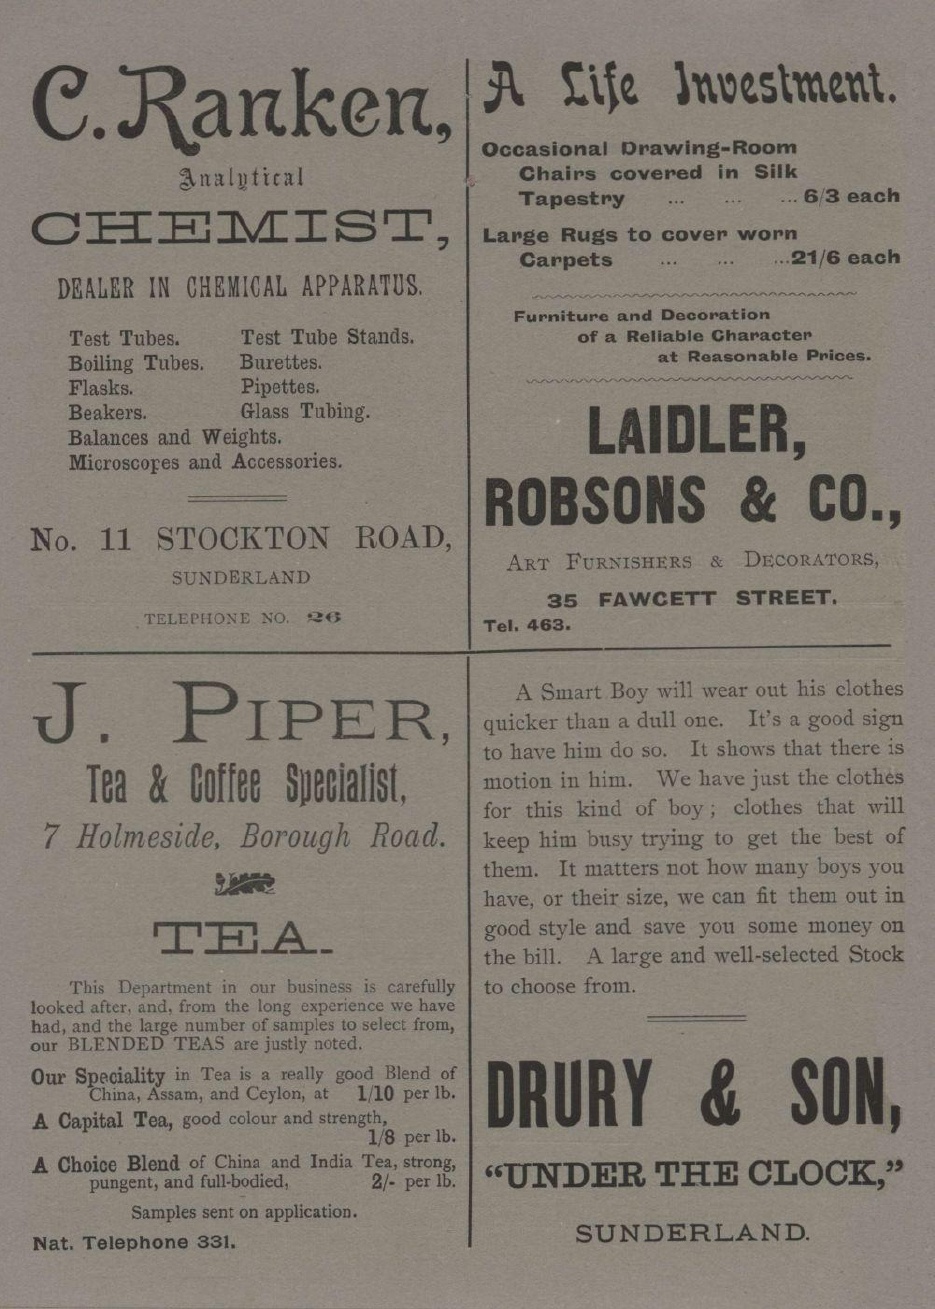 C. Ranken,
Analytical
CHEMIST,
DEALER IN CHEMICAL APPARATUS.
Test Tubes. Test Tube Stands.
Boiling Tubes. Burettes.
Flasks. Pipettes.
Beakers. Glass Tubing.
Balances and Weights.
Microscopes and Accessories.
No. 11 STOCKTON ROAD,
SUNDERLAND
TELEPHONE NO. 26
A Life Investment.
Occasional Drawing-Room
Chairs covered in Silk
Tapestry ... ... ... 6/3 each
Large Rugs to cover worn
Carpets ... ... ...21/6 each
Furniture and Decoration
of a Reliable Character
at Reasonable Prices.
LAIDLER,
ROBSONS & CO.,
ART FURNISHERS & DECORATORS,
35 FAWCETT STREET.
Tel. 463.
J. PIPER,
Tea & Coffee Specialist,
7 Holmeside, Borough Road.
TEA.
This Department in our business is carefully
looked after, and, from the long experience we have
had, and the large number of samples to select from,
our BLENDED TEAS are justly noted.
Our Speciality in Tea is a really good Blend of
China, Assam, and Ceylon, at 1/10 per lb.
A Capital Tea, good colour and strength,
1/8 per lb.
A Choice Blend of China and India Tea, strong,
pungent, and full-bodied, 2/- per lb.
Samples sent on application.
Nat. Telephone 331.
A Smart Boy will wear out his clothes
quicker than a dull one. It's a good sign
to have him do so. It shows that there is
motion in him. We have just the clothes
for this kind of boy; clothes that will
keep him busy trying to get the best of
them. It matters not how many boys you
have, or their size, we can fit them out in
good style and save you some money on
the bill. A large and well-selected Stock
to choose from.
DRURY & SON,
"UNDER THE CLOCK,"
SUNDERLAND.